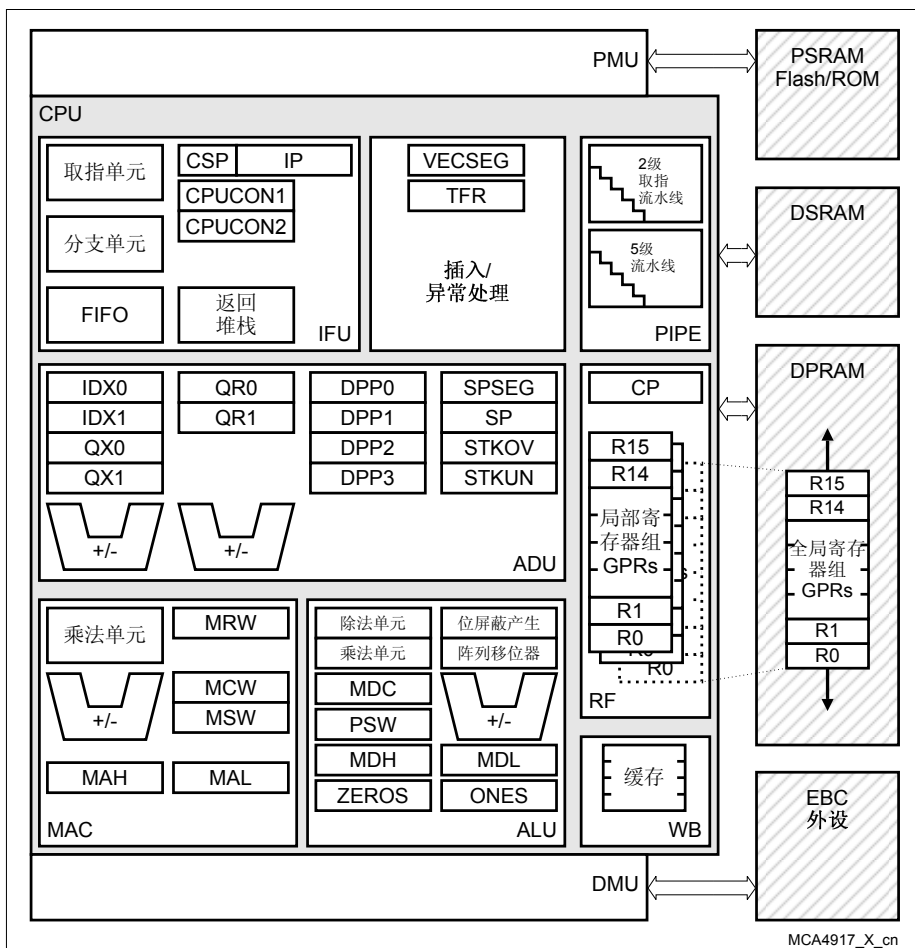 PMU
PSRAM
Flash/ROM
CPU
取指单元
CSP
IP
CPUCON1
CPUCON2
分支单元
FIFO
返回
堆栈
IFU
VECSEG
TFR
插入/
异常处理
2级
取指
流水线
5级
流水线
PIPE
DSRAM
IDX0
IDX1
QX0
QX1
+/-
QR0
QR1
+/-
DPP0
DPP1
DPP2
DPP3
SPSEG
SP
STKOV
STKUN
ADU
CP
R15
R14
局部寄
存器组
GPRs
s
R1
R0
R0
R0
RF
DPRAM
R15
R14
全局寄存
器组
GPRs
R1
R0
乘法单元
MRW
+/-
MCW
MSW
MAH
MAL
MAC
除法单元
位屏蔽产生
乘法单元
阵列移位器
MDC
PSW
+/-
MDH
MDL
ZEROS
ONES
ALU
缓存
WB
EBC
外设
DMU
MCA4917_X_cn